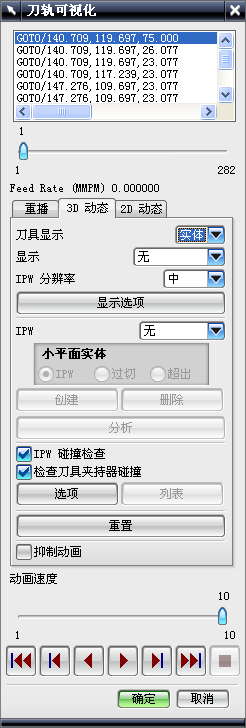 刀轨可视化
GOTO/140.709,119.697,75.000
GOTO/140.709,119.697,26.077
GOTO/140.709,119.697,23.077
GOTO/140.709,117.239,23.077
GOTO/147.276,109.697,23.077
GOTO/147.276,109.697,23.077
1
1 282
Feed Rate (MMPM) 0.000000
重播 3D 动态 2D 动态
刀具显示 实体
显示 无
IPW 分辨率 中
显示选项
IPW 无
小平面实体
IPW 过切 超出
创建 删除
分析
IPW 碰撞检查
检查刀具夹持器碰撞
选项 列表
重置
抑制动画
动画速度
10
1 10
确定 取消